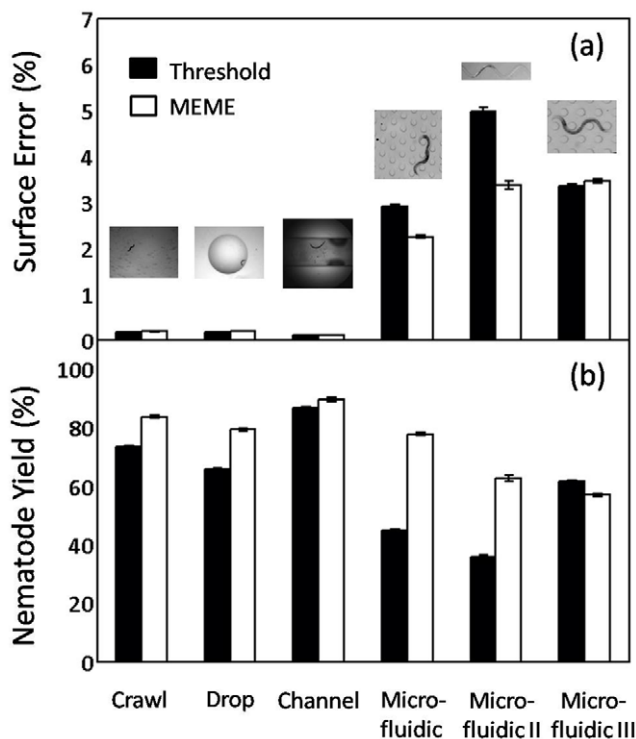 7
(a)
Threshold
MEME
6
5
4
3
2
1
0
Surface Error (%)
100
(b)
80
60
40
20
0
Nematode Yield (%)
Crawl Drop Channel Micro- Micro- Micro-
fluidic fluidic II fluidic III